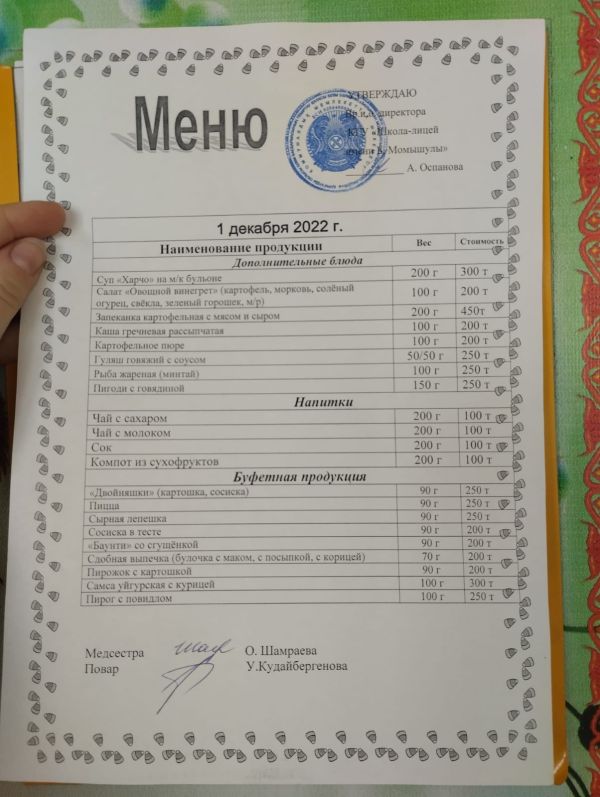 Меню
УТВЕРЖДАЮ
Вр.и.о. директора
КГУ «Школа-лицей
имени Б. Момышулы»
А. Оспанова
1 декабря 2022 г.
Наименование продукции Вес Стоимость
Дополнительные блюда
Суп «Харчо» на м/к бульоне 200 г 300 т
Салат «Овощной винегрет» (картофель, морковь, солёный
огурец, свёкла, зеленый горошек, м/р) 100 г 200 т
Запеканка картофельная с мясом и сыром 200 г 450т
Каша гречневая рассыпчатая 100 г 200 т
Картофельное пюре 100 г 200 т
Гуляш говяжий с соусом 50/50 г 250 т
Рыба жареная (минтай) 100 г 250 т
Пигоди с говядиной 150 г 250 т
Напитки
Чай с сахаром 200 г 100 т
Чай с молоком 200 г 100 т
Сок 200 г 100 т
Компот из сухофруктов 200 г 100 т
Буфетная продукция
«Двойняшки» (картошка, сосиска) 90 г 250 т
Пицца 90 г 250 т
Сырная лепешка 90 г 250 т
Сосиска в тесте 90 г 200 т
«Баунти» со сгущёнкой 90 г 200 т
Сдобная выпечка (булочка с маком, с посыпкой, с корицей) 70 г 200 т
Пирожок с картошкой 90 г 200 т
Самса уйгурская с курицей 100 г 300 т
Пирог с повидлом 100 г 250 т
Медсестра О. Шамраева
Повар У.Кудайбергенова